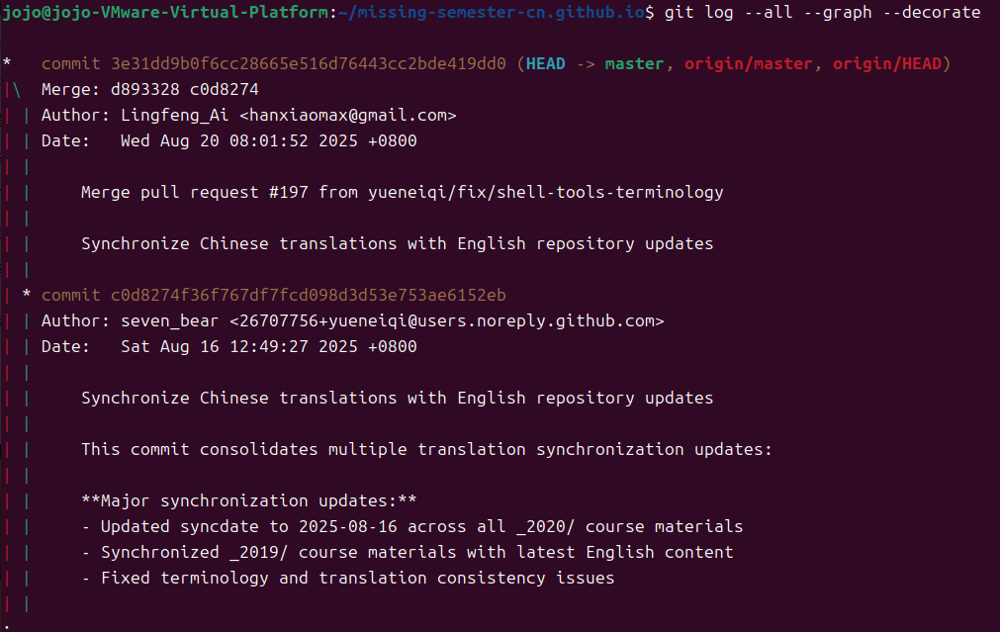 jojo@jojo-VMware-Virtual-Platform:~/missing-semester-cn.github.io$ git log --all --graph --decorate
*   commit 3e31dd9b0f6cc28665e516d76443cc2bde419dd0 (HEAD -> master, origin/master, origin/HEAD)
|\  Merge: d893328 c0d8274
| | Author: Lingfeng_Ai <hanxiaomax@gmail.com>
| | Date:   Wed Aug 20 08:01:52 2025 +0800
| |
| |     Merge pull request #197 from yueneiqi/fix/shell-tools-terminology
| |
| |     Synchronize Chinese translations with English repository updates
| |
| * commit c0d8274f36f767df7fcd098d3d53e753ae6152eb
| | Author: seven_bear <26707756+yueneiqi@users.noreply.github.com>
| | Date:   Sat Aug 16 12:49:27 2025 +0800
| |
| |     Synchronize Chinese translations with English repository updates
| |
| |     This commit consolidates multiple translation synchronization updates:
| |
| |     **Major synchronization updates:**
| |     - Updated syncdate to 2025-08-16 across all _2020/ course materials
| |     - Synchronized _2019/ course materials with latest English content
| |     - Fixed terminology and translation consistency issues
| |